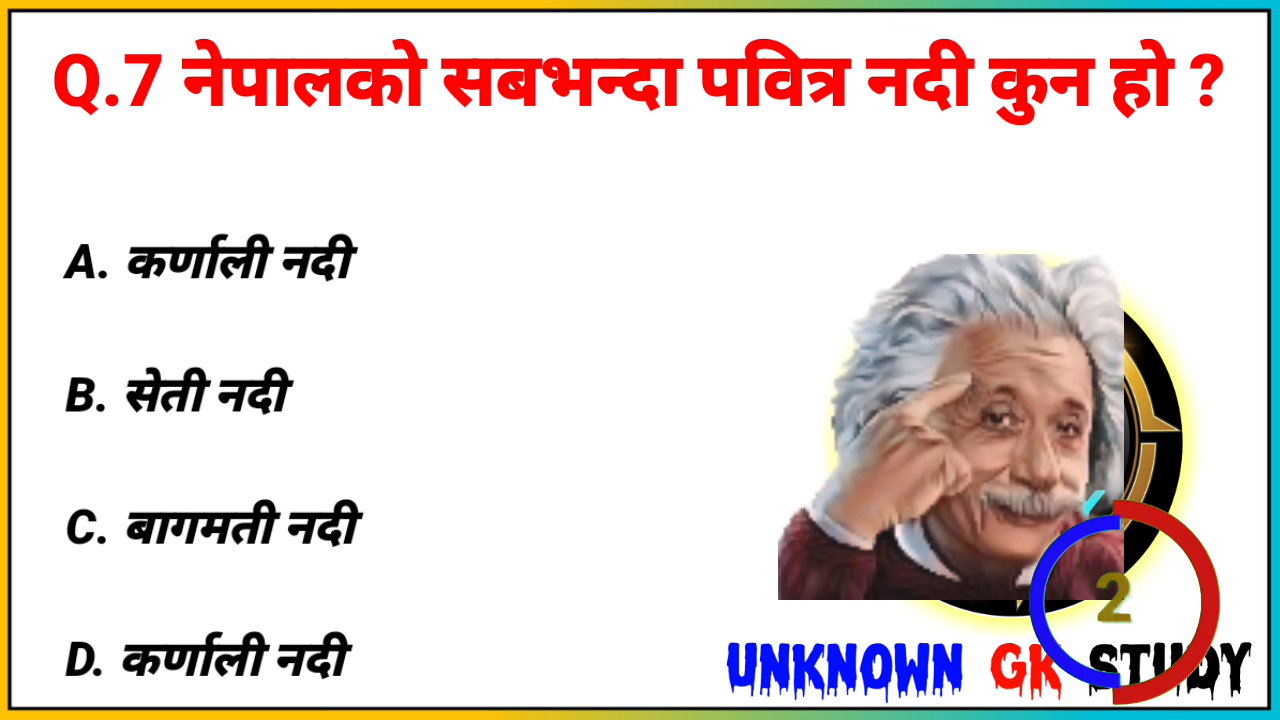 Q.7 नेपालको सबभन्दा पवित्र नदी कुन हो ?
A. कर्णाली नदी
B. सेती नदी
C. बागमती नदी
D. कर्णाली नदी
2
UNKNOWN GK STUDY